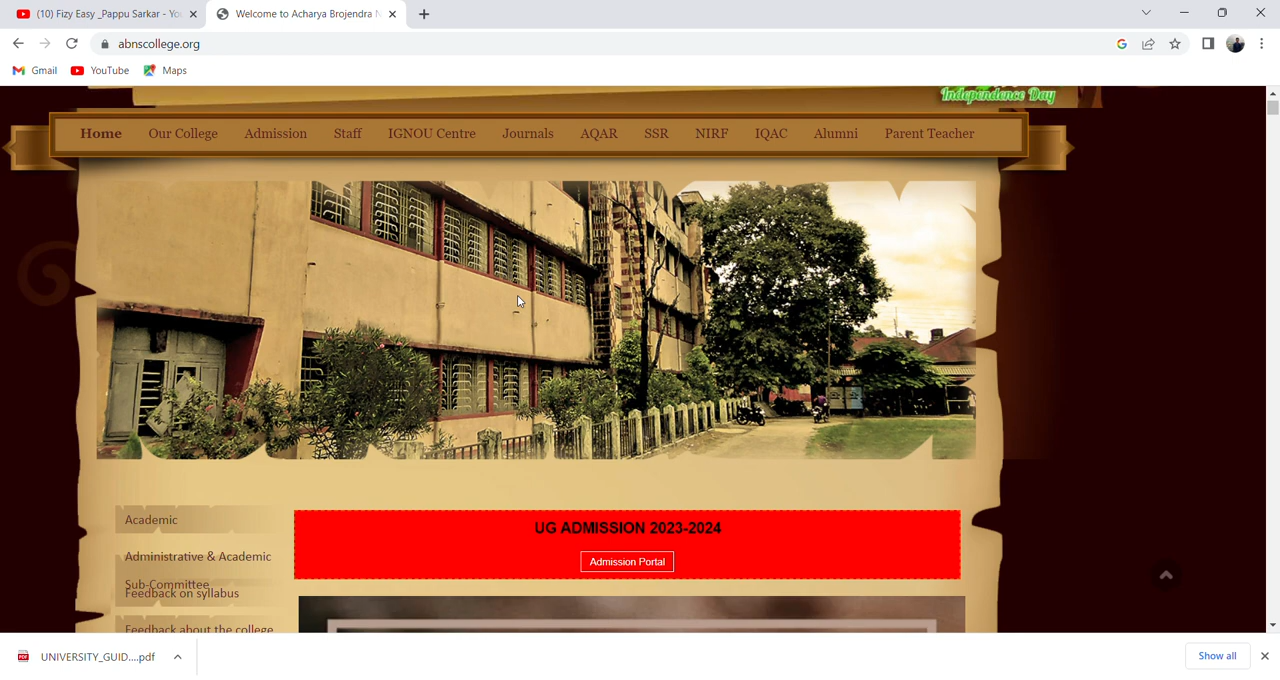 (10) Fizy Easy _Pappu Sarkar - Yo
Welcome to Acharya Brojendra N
abnscollege.org
Gmail YouTube Maps
Independence Day
Home Our College Admission Staff IGNOU Centre Journals AQAR SSR NIRF IQAC Alumni Parent Teacher
Academic
UG ADMISSION 2023-2024
Administrative & Academic
Admission Portal
Sub-Committee
Feedback on syllabus
Feedback about the college
UNIVERSITY_GUID....pdf
Show all